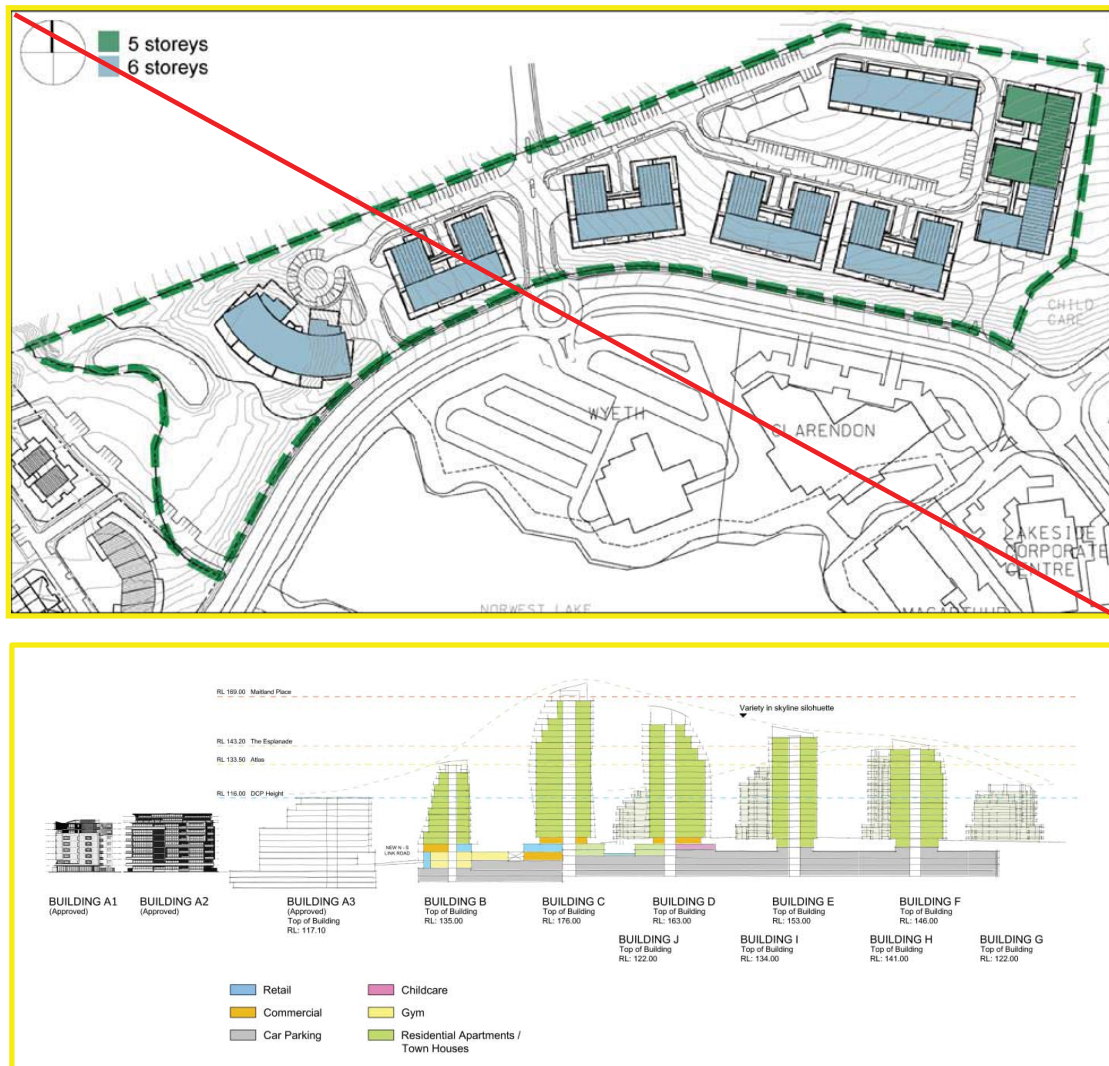 5 storeys
6 storeys
CHILD
CARE
WYETH
CLARENDON
LAKESIDE
CORPORATE
CENTRE
NORWEST LAKE
RL 169.00 Maitland Place
Variety in skyline silohuette
RL 143.20 The Esplanade
RL 133.50 Atlas
RL 116.00 DCP Height
NEW N - S
LINK ROAD
BUILDING A1
(Approved)
BUILDING A2
(Approved)
BUILDING A3
(Approved)
Top of Building
RL: 117.10
BUILDING B
Top of Building
RL: 135.00
BUILDING C
Top of Building
RL: 176.00
BUILDING D
Top of Building
RL: 163.00
BUILDING E
Top of Building
RL: 153.00
BUILDING F
Top of Building
RL: 146.00
BUILDING J
Top of Building
RL: 122.00
BUILDING I
Top of Building
RL: 134.00
BUILDING H
Top of Building
RL: 141.00
BUILDING G
Top of Building
RL: 122.00
Retail
Commercial
Car Parking
Childcare
Gym
Residential Apartments /
Town Houses